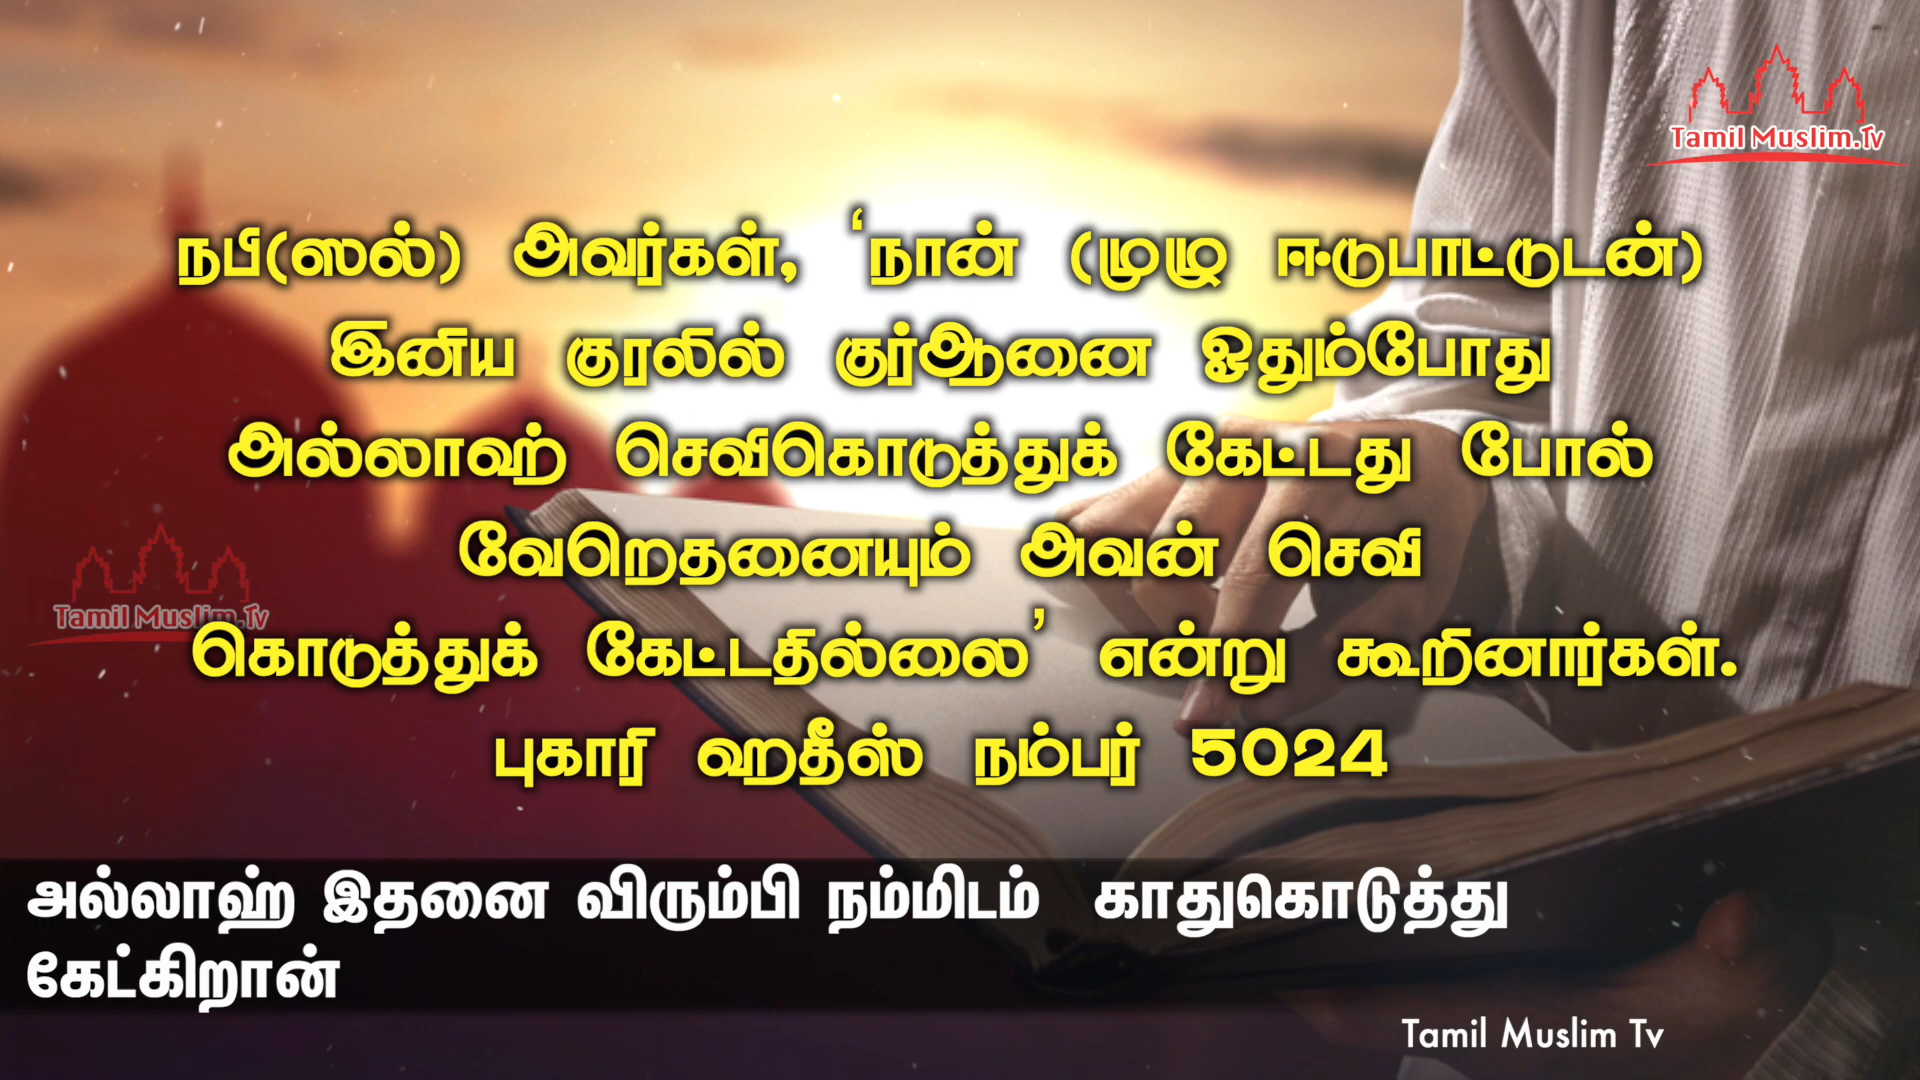 Tamil Muslim.Tv
நபி(ஸல்) அவர்கள், ‘நான் (முழு ஈடுபாட்டுடன்)
இனிய குரலில் குர்ஆனை ஓதும்போது
அல்லாஹ் செவிகொடுத்துக் கேட்டது போல்
வேறெதனையும் அவன் செவி
கொடுத்துக் கேட்டதில்லை’ என்று கூறினார்கள்.
புகாரி ஹதீஸ் நம்பர் 5024
Tamil Muslim.Tv
அல்லாஹ் இதனை விரும்பி நம்மிடம் காதுகொடுத்து
கேட்கிறான்
Tamil Muslim Tv